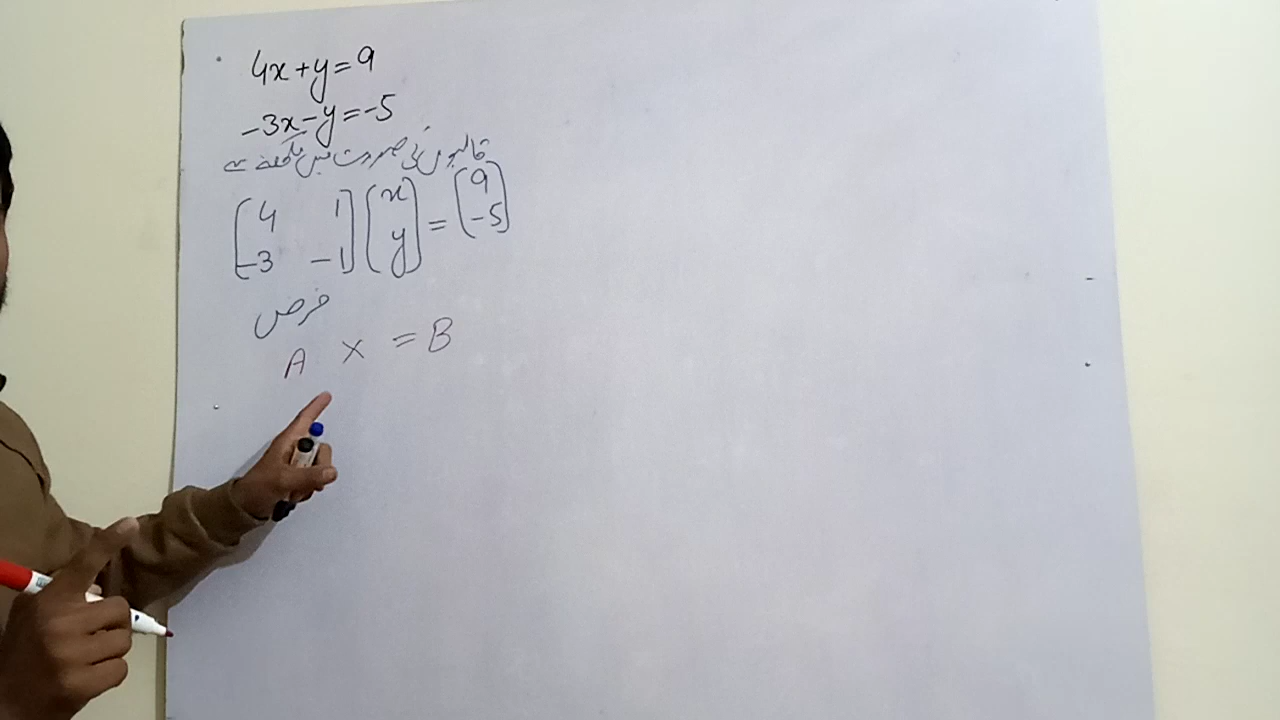 4x+y=9
-3x-y=-5
قالبوں کی صورت میں لکھنے سے
[4 1] [x] = [9]
[-3 -1] [y] [-5]
فرض
A X = B